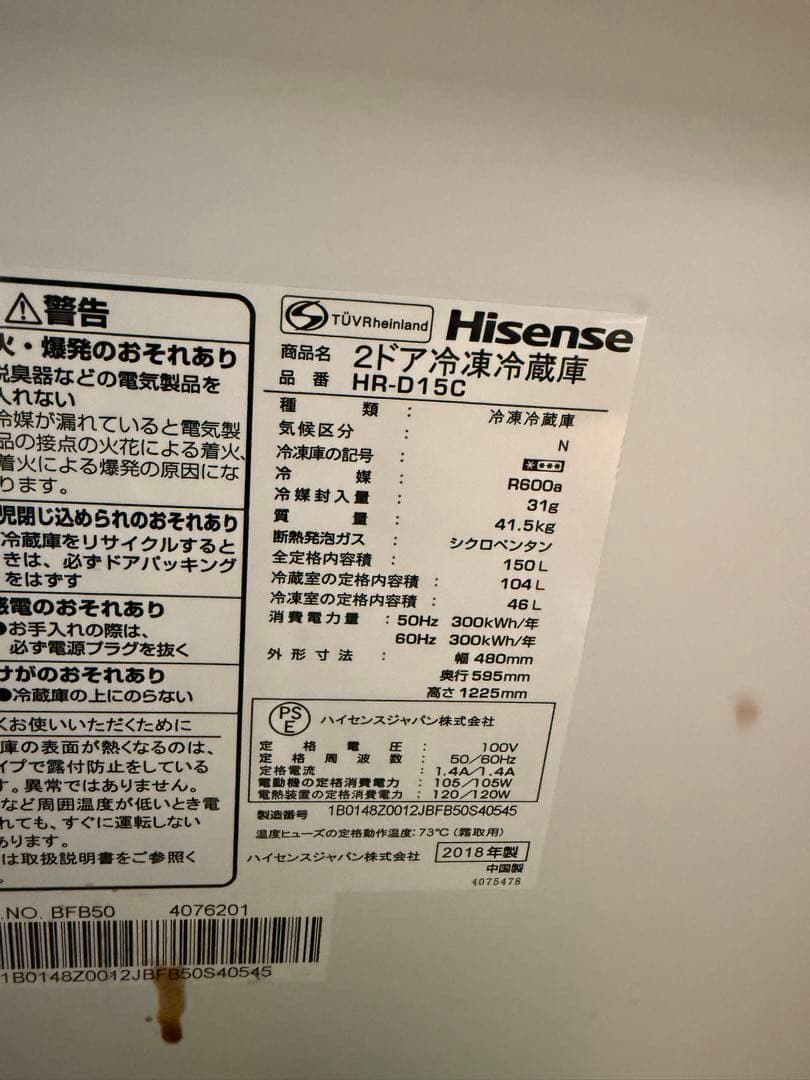 ⚠警告
火・爆発のおそれあり
脱臭器などの電気製品を
入れない
冷媒が漏れていると電気製
品の接点の火花による着火、
着火による爆発の原因にな
ります。
児閉じ込められのおそれあり
冷蔵庫をリサイクルすると
きは、必ずドアパッキング
をはずす
感電のおそれあり
●お手入れの際は、
必ず電源プラグを抜く
けがのおそれあり
●冷蔵庫の上にのらない
くお使いいただくために
庫の表面が熱くなるのは、
イプで露付防止をしている
す。異常ではありません。
など周囲温度が低いとき電
れても、すぐに運転しない
あります。
は取扱説明書をご参照く
。
TÜVRheinland
Hisense
商品名 2ドア冷凍冷蔵庫
品番 HR-D15C
種類 : 冷凍冷蔵庫
気候区分 : N
冷凍庫の記号 :
冷媒 : R600a
冷媒封入量 : 31g
質量 : 41.5kg
断熱発泡ガス : シクロペンタン
全定格内容積 : 150L
冷蔵室の定格内容積 : 104L
冷凍室の定格内容積 : 46L
消費電力量 : 50Hz 300kWh/年
60Hz 300kWh/年
外形寸法 : 幅 480mm
奥行 595mm
高さ 1225mm
PSE ハイセンスジャパン株式会社
定格電圧 : 100V
定格周波数 : 50/60Hz
定格電流 : 1.4A/1.4A
電動機の定格消費電力 : 105/105W
電熱装置の定格消費電力 : 120/120W
製造番号 1B0148Z0012JBFB50S40545
温度ヒューズの定格動作温度:73℃(霜取用)
ハイセンスジャパン株式会社 2018年製
中国製
4075478
.NO. BFB50 4076201
1B0148Z0012JBFB50S40545